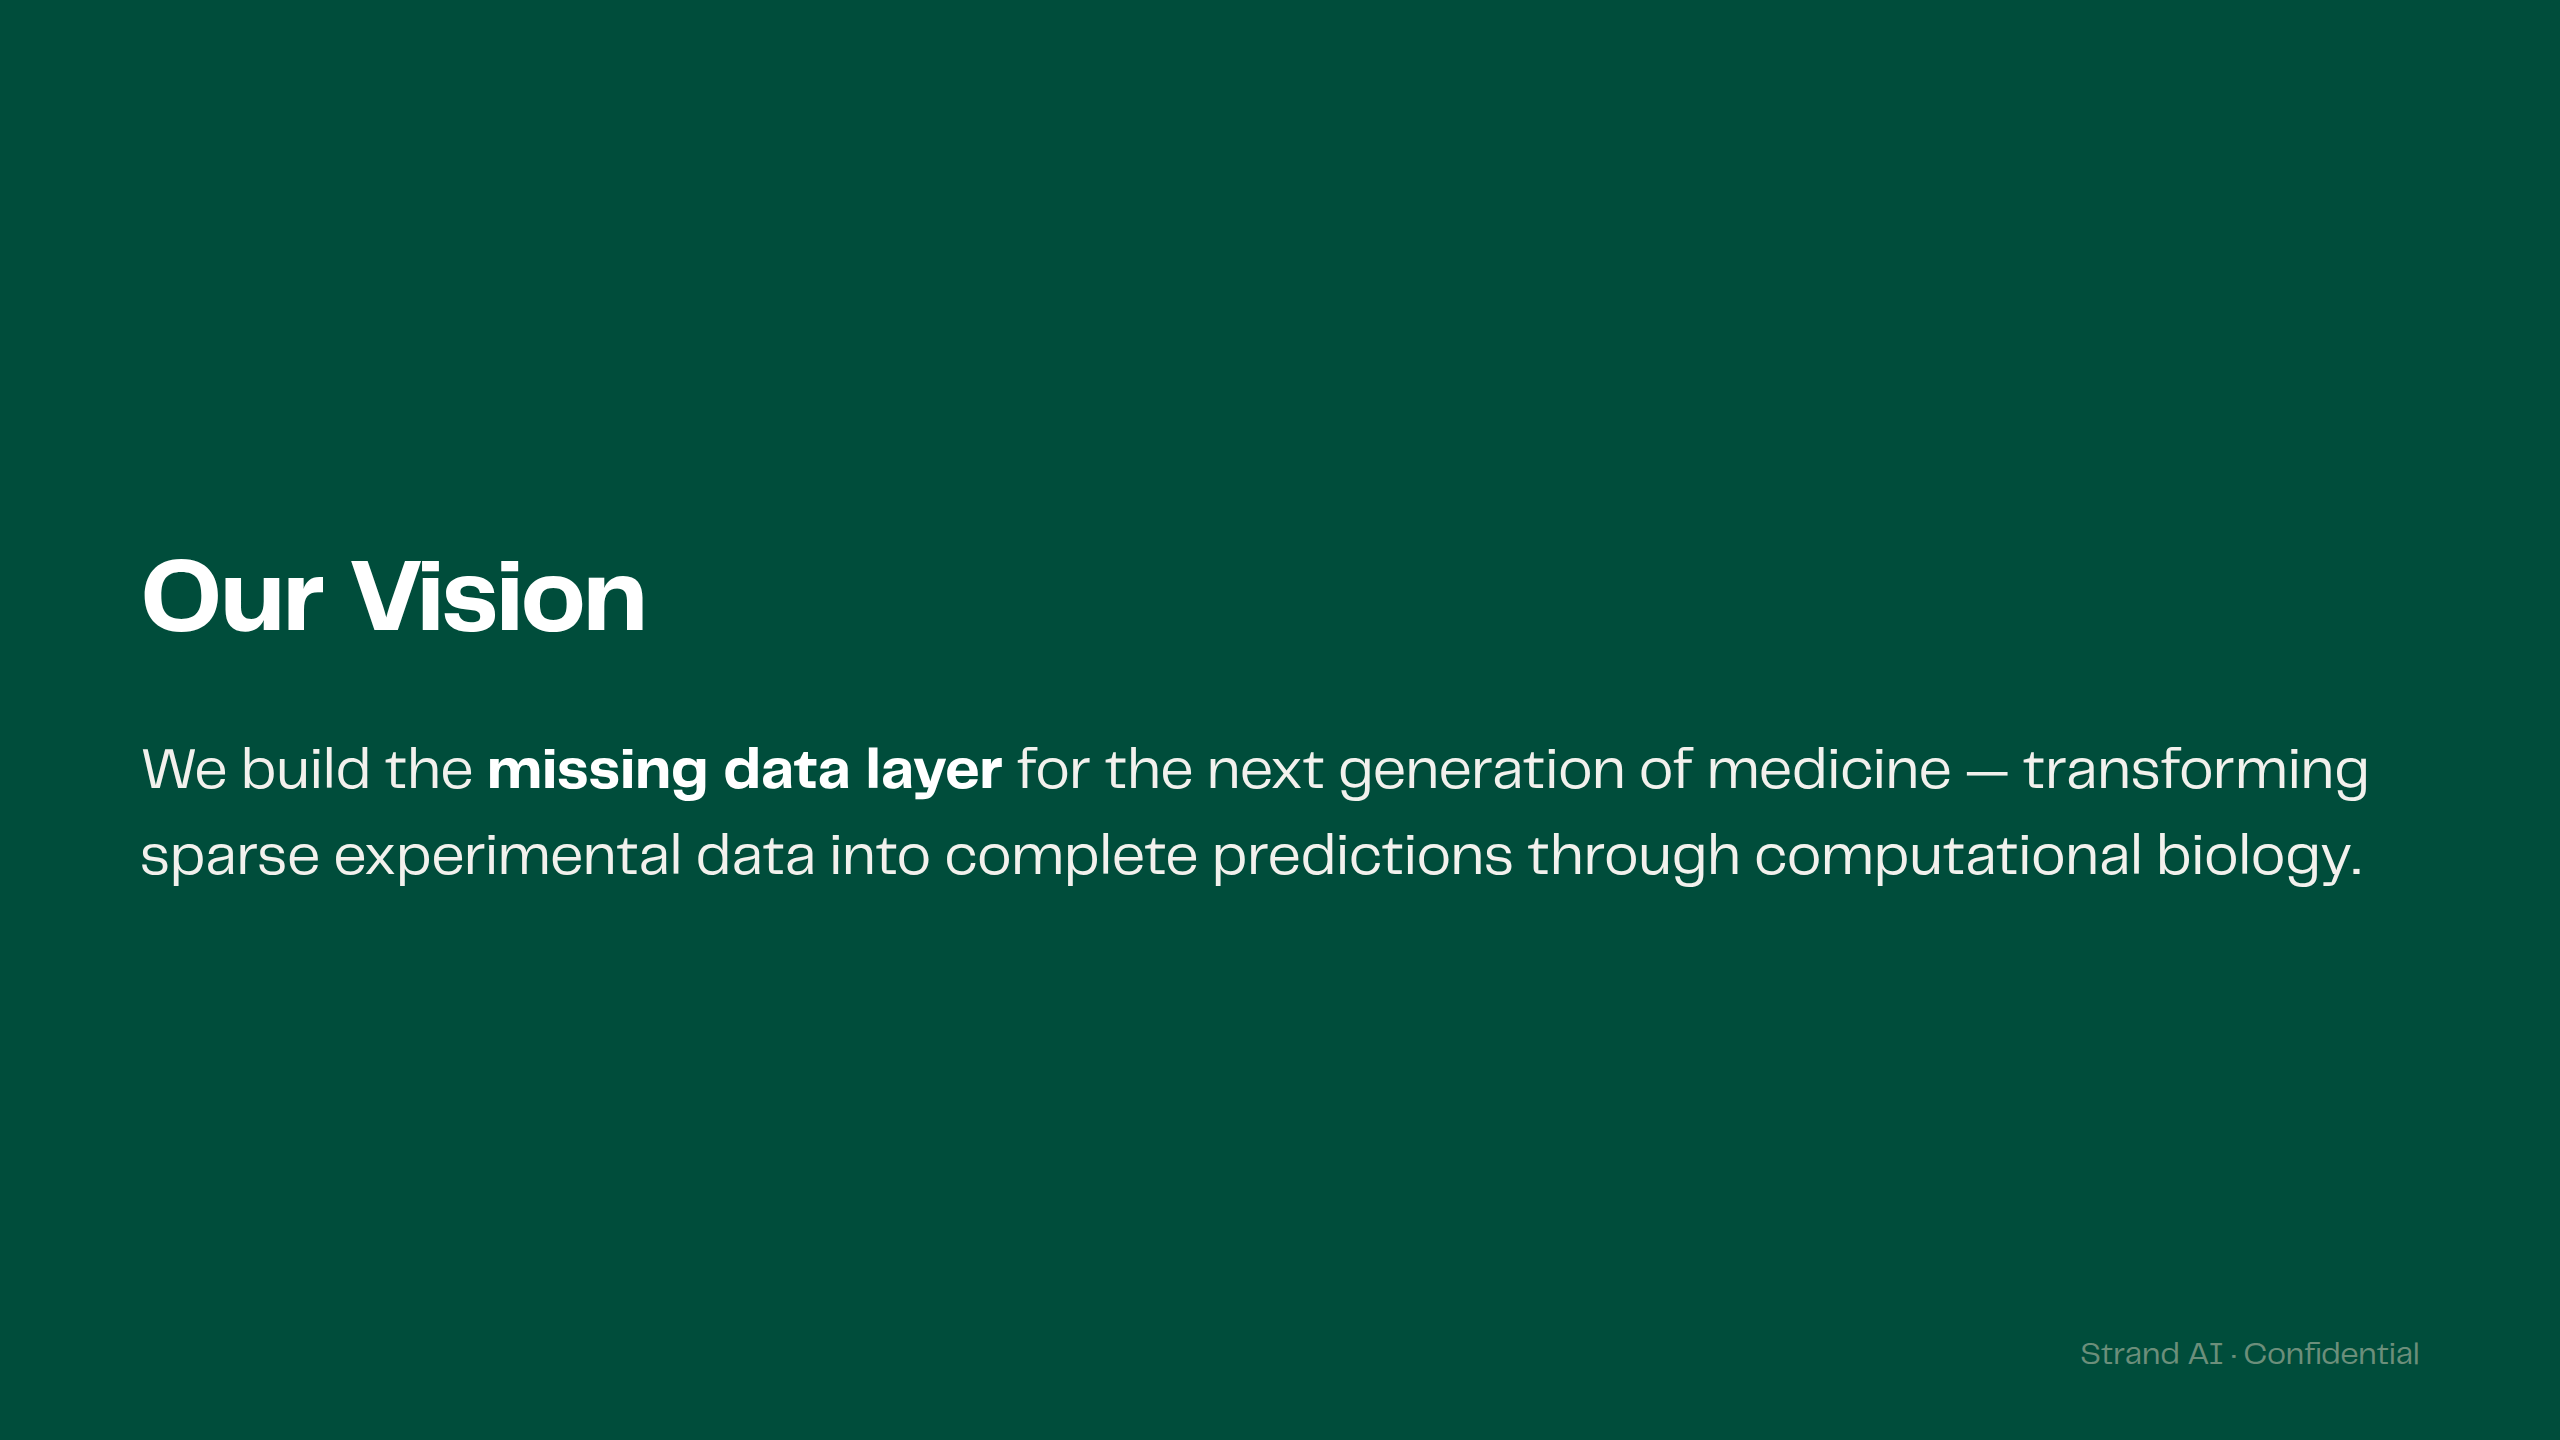 Our Vision
We build the missing data layer for the next generation of medicine — transforming
sparse experimental data into complete predictions through computational biology.
Strand AI · Confidential